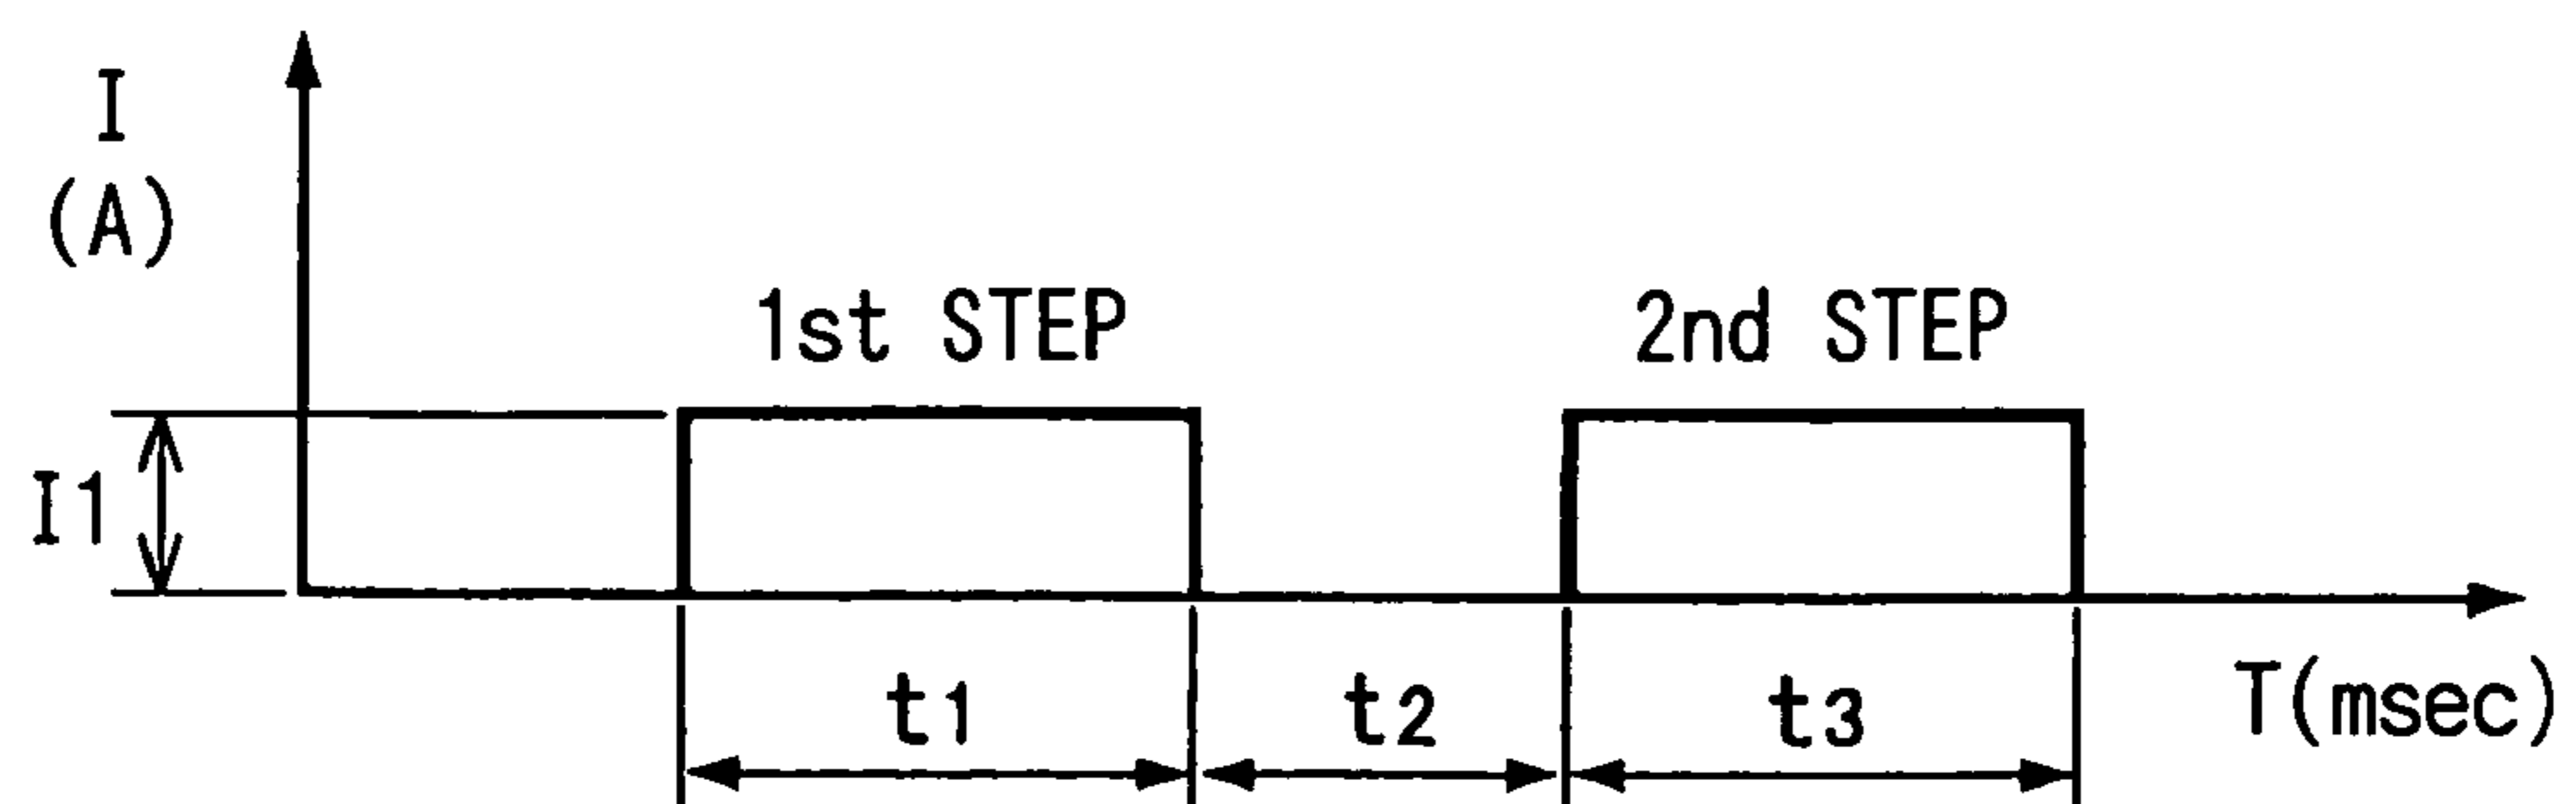 I
(A)
1st STEP
2nd STEP
I1
t1
t2
t3
T(msec)